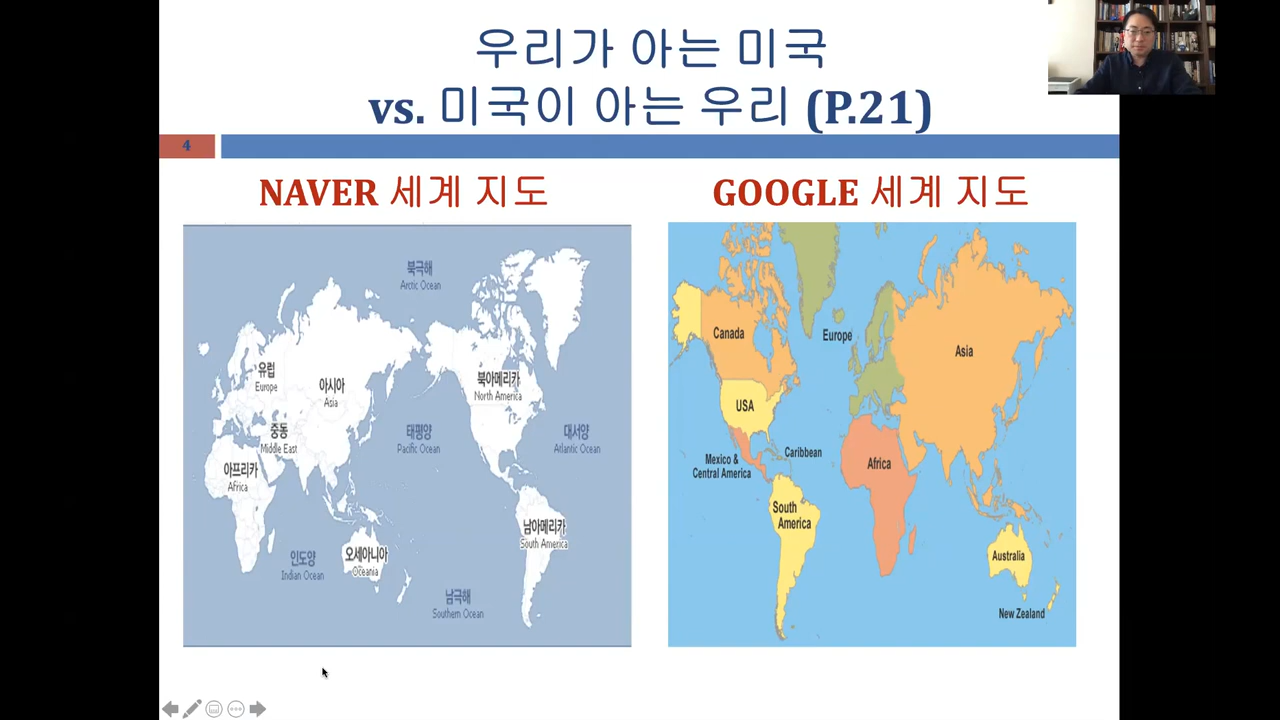 우리가 아는 미국
vs. 미국이 아는 우리 (P.21)
4
NAVER 세계 지도
북극해
Arctic Ocean
유럽
Europe
아시아
Asia
북아메리카
North America
중동
Middle East
태평양
Pacific Ocean
대서양
Atlantic Ocean
아프리카
Africa
인도양
Indian Ocean
오세아니아
Oceania
남아메리카
South America
남극해
Southern Ocean
GOOGLE 세계 지도
Canada
Europe
Asia
USA
Caribbean
Mexico &
Central America
Africa
South
America
Australia
New Zealand